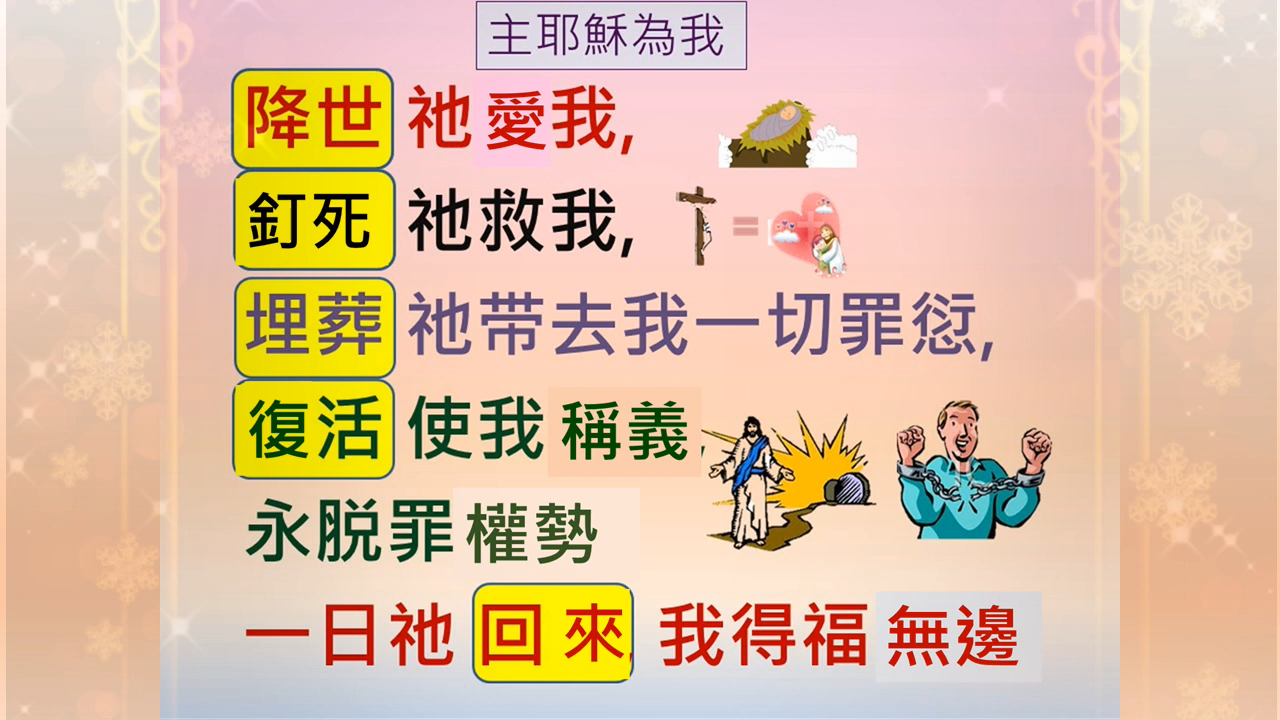 主耶穌為我
降世 祂愛我,
釘死 祂救我,
埋葬 祂带去我一切罪愆,
復活 使我稱義,
永脱罪權勢
一日祂回來, 我得福無邊